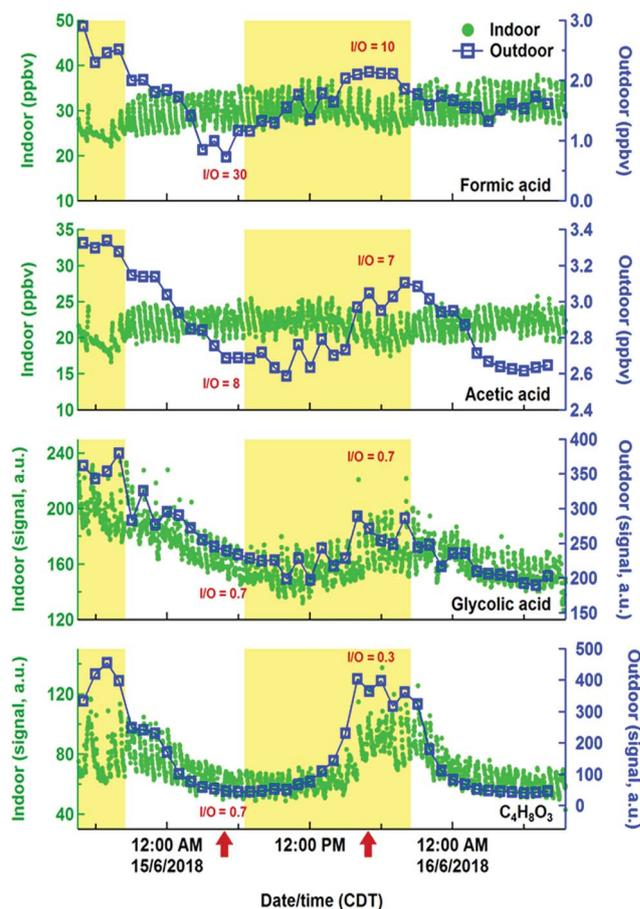 50
40
30
20
10
Indoor (ppbv)
I/O = 10
Indoor
Outdoor
3.0
2.0
1.0
0.0
Outdoor
(ppbv)
I/O = 30
Formic acid
35
30
25
20
15
10
Indoor (ppbv)
I/O = 7
3.4
3.2
3.0
2.8
2.6
2.4
Outdoor
(ppbv)
I/O = 8
Acetic acid
240
200
160
120
Indoor (signal, a.u.)
I/O = 0.7
400
350
300
250
200
150
Outdoor
(signal, a.u.)
I/O = 0.7
Glycolic acid
120
80
40
Indoor (signal, a.u.)
I/O = 0.3
500
400
300
200
100
0
Outdoor
(signal, a.u.)
I/O = 0.7
C₄H₈O₃
12:00 AM 12:00 PM 12:00 AM
15/6/2018 16/6/2018
Date/time (CDT)